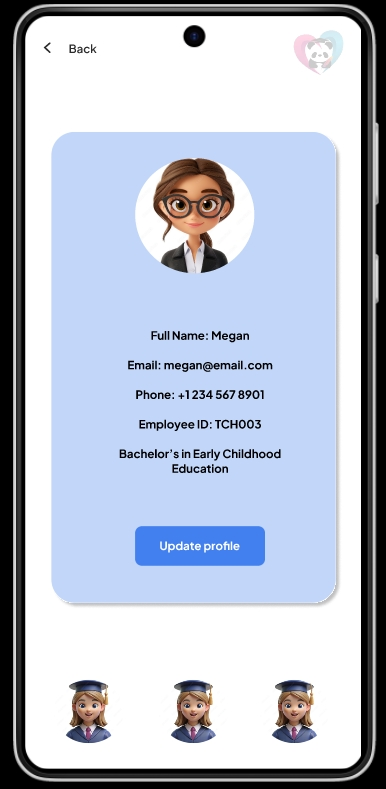 Back
Full Name: Megan
Email: megan@email.com
Phone: +1 234 567 8901
Employee ID: TCH003
Bachelor's in Early Childhood
Education
Update profile